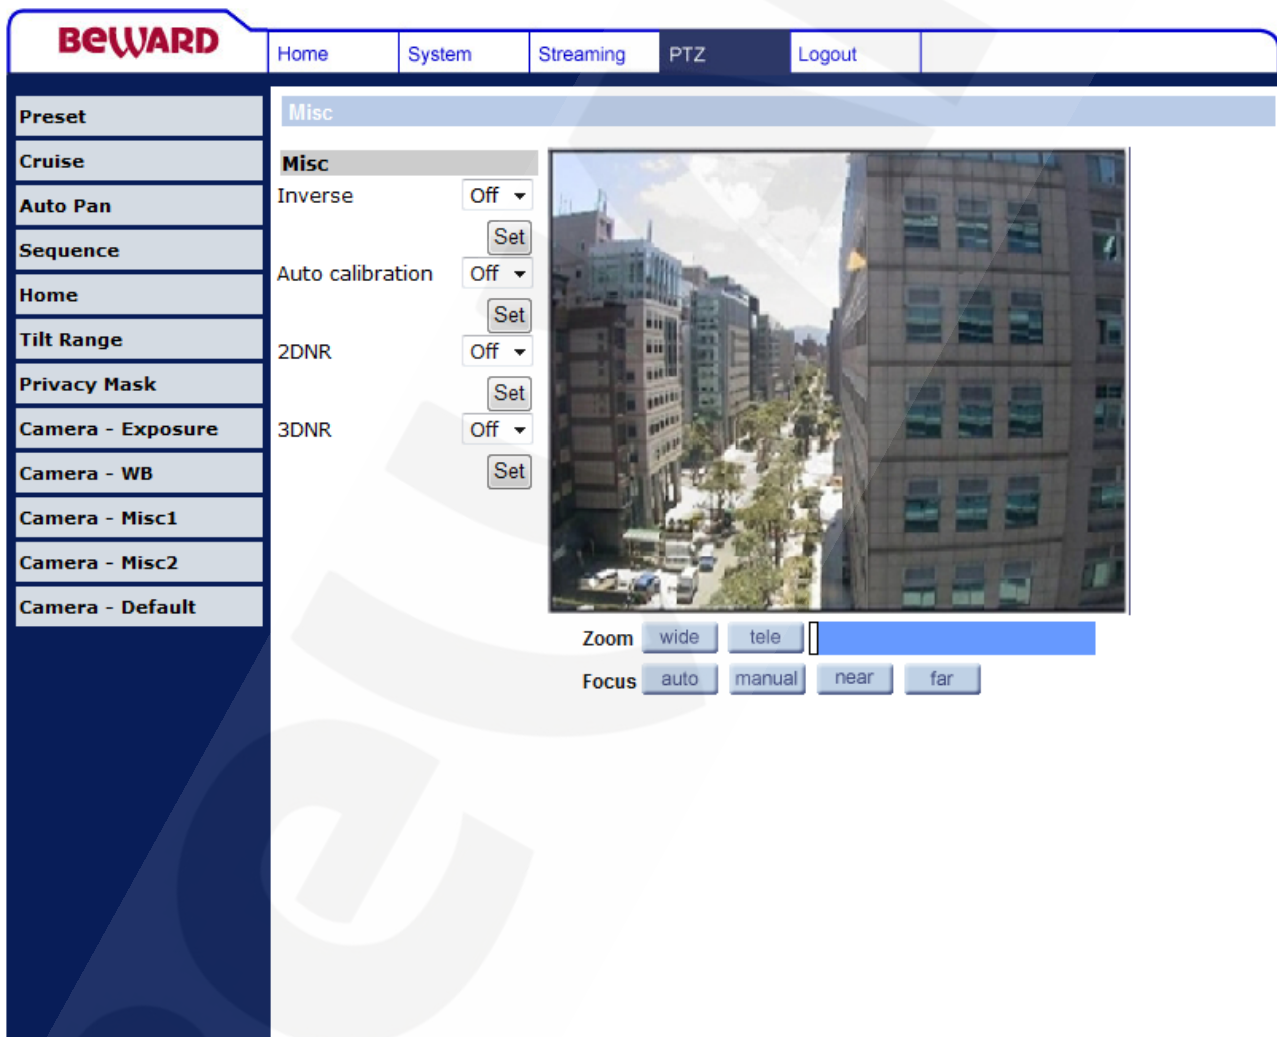 BEWARD
Home System Streaming PTZ Logout
Misc
Preset
Cruise
Auto Pan
Sequence
Home
Tilt Range
Privacy Mask
Camera - Exposure
Camera - WB
Camera - Misc1
Camera - Misc2
Camera - Default
Misc
Inverse Off
Set
Auto calibration Off
Set
2DNR Off
Set
3DNR Off
Set
Zoom wide tele
Focus auto manual near far